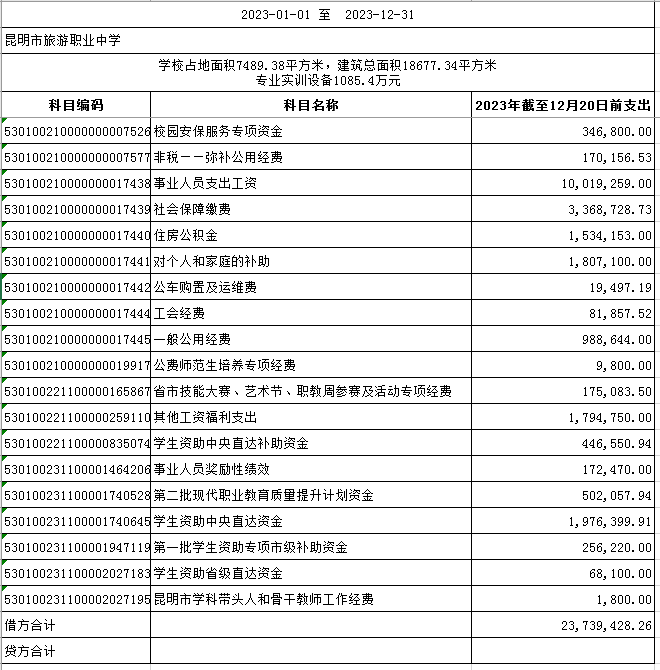 2023-01-01 至 2023-12-31
昆明市旅游职业中学
学校占地面积7489.38平方米，建筑总面积18677.34平方米
专业实训设备1085.4万元
科目编码 科目名称 2023年截至12月20日前支出
530100210000000007526 校园安保服务专项资金 346,800.00
530100210000000007577 非税——弥补公用经费 170,156.53
530100210000000017438 事业人员支出工资 10,019,259.00
530100210000000017439 社会保障缴费 3,368,728.73
530100210000000017440 住房公积金 1,534,153.00
530100210000000017441 对个人和家庭的补助 1,807,100.00
530100210000000017442 公车购置及运维费 19,497.19
530100210000000017444 工会经费 81,857.52
530100210000000017445 一般公用经费 988,644.00
530100210000000019917 公费师范生培养专项经费 9,800.00
530100221100000165867 省市技能大赛、艺术节、职教周参赛及活动专项经费 175,083.50
530100221100000259110 其他工资福利支出 1,794,750.00
530100221100000835074 学生资助中央直达补助资金 446,550.94
530100231100001464206 事业人员奖励性绩效 172,470.00
530100231100001740528 第二批现代职业教育质量提升计划资金 502,057.94
530100231100001740645 学生资助中央直达资金 1,976,399.91
530100231100001947119 第一批学生资助专项市级补助资金 256,220.00
530100231100002027183 学生资助省级直达资金 68,100.00
530100231100002027195 昆明市学科带头人和骨干教师工作经费 1,800.00
借方合计 23,739,428.26
贷方合计